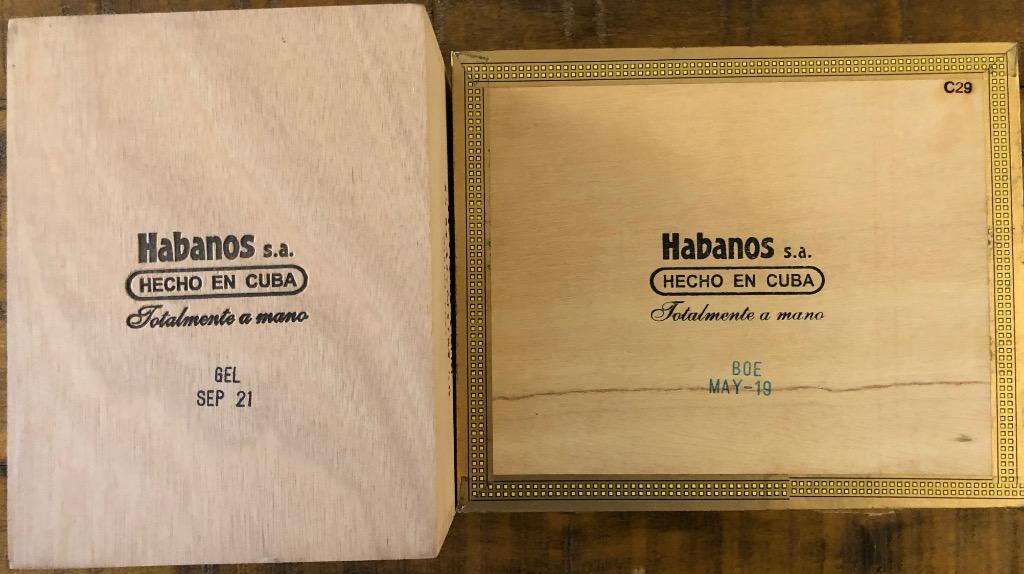 Habanos s.a.
HECHO EN CUBA
Totalmente a mano
GEL
SEP 21
C29
Habanos s.a.
HECHO EN CUBA
Totalmente a mano
BOE
MAY-19